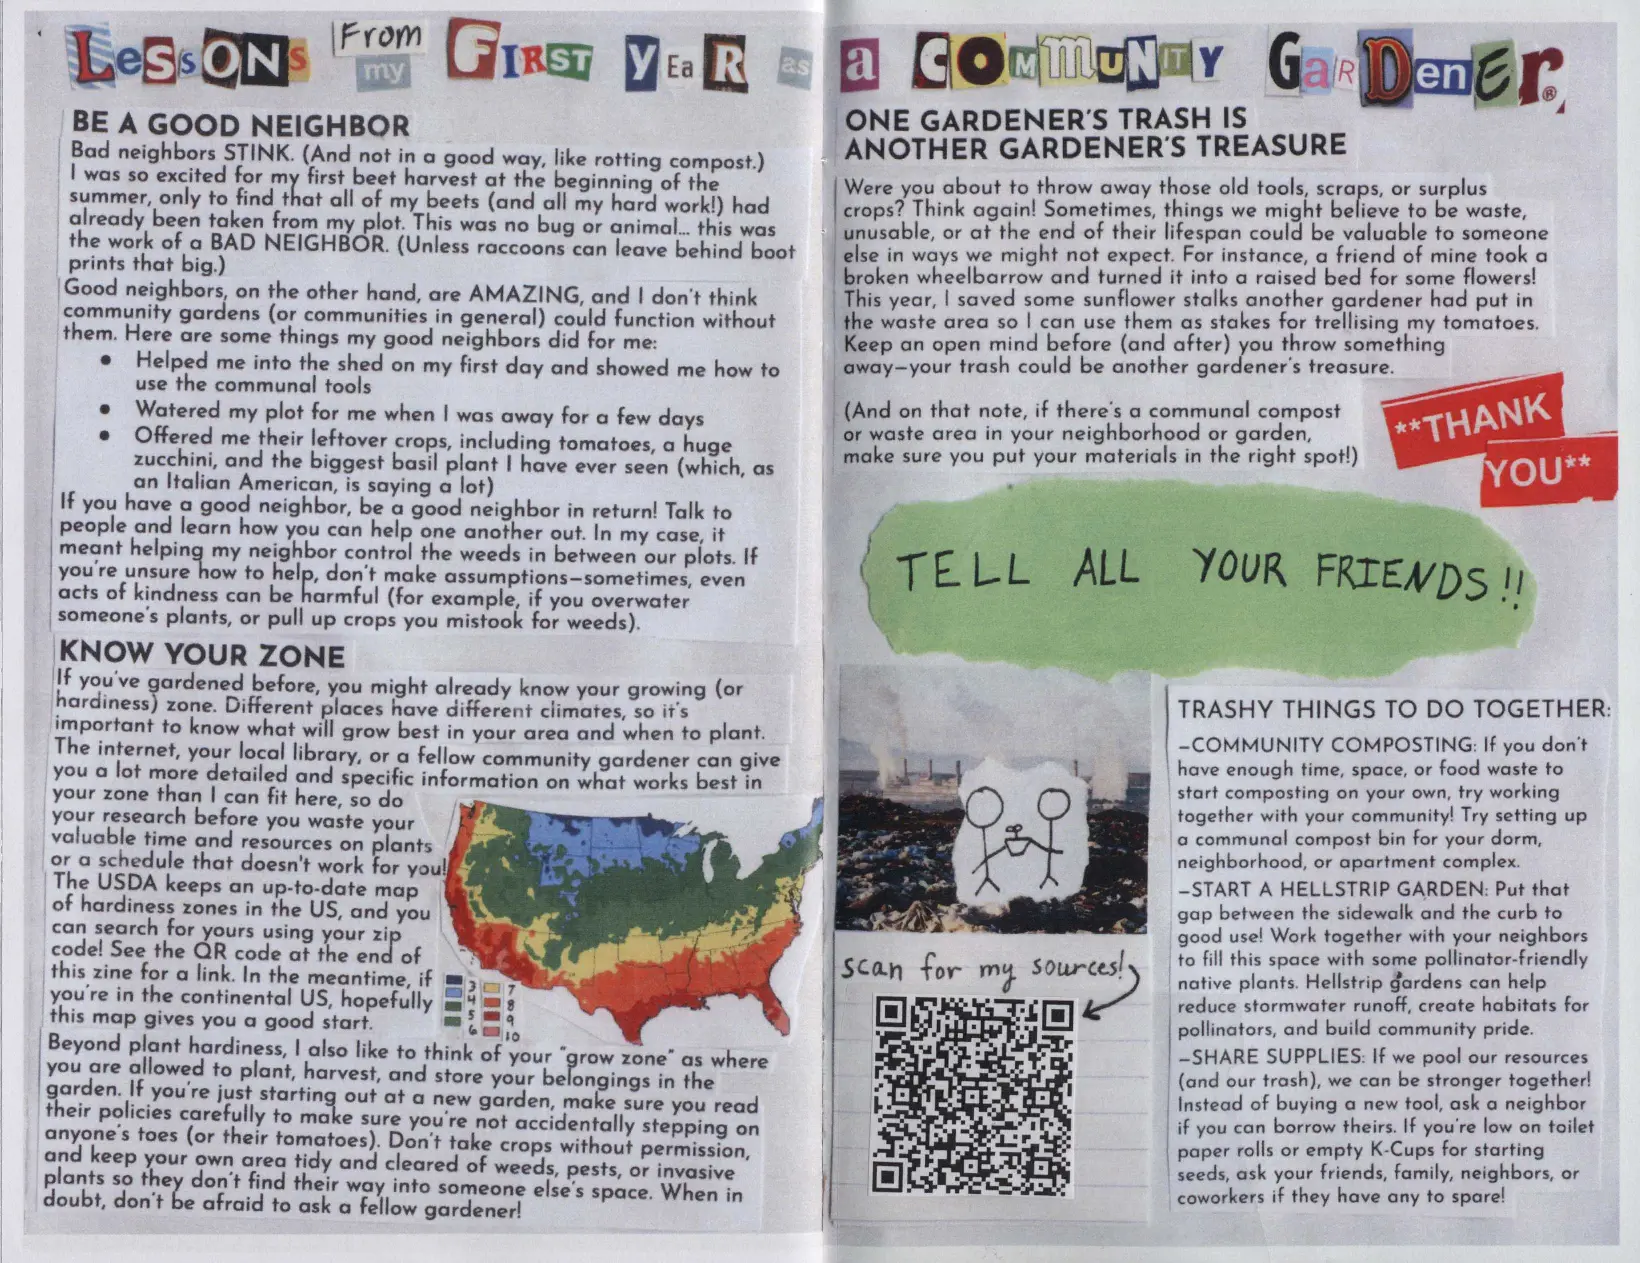 LesSONs From my FIRST YEaR as
BE A GOOD NEIGHBOR
Bad neighbors STINK. (And not in a good way, like rotting compost.)
I was so excited for my first beet harvest at the beginning of the
summer, only to find that all of my beets (and all my hard work!) had
already been taken from my plot. This was no bug or animal... this was
the work of a BAD NEIGHBOR. (Unless raccoons can leave behind boot
prints that big.)
Good neighbors, on the other hand, are AMAZING, and I don't think
community gardens (or communities in general) could function without
them. Here are some things my good neighbors did for me:
• Helped me into the shed on my first day and showed me how to
use the communal tools
• Watered my plot for me when I was away for a few days
• Offered me their leftover crops, including tomatoes, a huge
zucchini, and the biggest basil plant I have ever seen (which, as
an Italian American, is saying a lot)
If you have a good neighbor, be a good neighbor in return! Talk to
people and learn how you can help one another out. In my case, it
meant helping my neighbor control the weeds in between our plots. If
you're unsure how to help, don't make assumptions—sometimes, even
acts of kindness can be harmful (for example, if you overwater
someone's plants, or pull up crops you mistook for weeds).
KNOW YOUR ZONE
If you've gardened before, you might already know your growing (or
hardiness) zone. Different places have different climates, so it's
important to know what will grow best in your area and when to plant.
The internet, your local library, or a fellow community gardener can give
you a lot more detailed and specific information on what works best in
your zone than I can fit here, so do
your research before you waste your
valuable time and resources on plants
or a schedule that doesn't work for you!
The USDA keeps an up-to-date map
of hardiness zones in the US, and you
can search for yours using your zip
code! See the QR code at the end of
this zine for a link. In the meantime, if
you're in the continental US, hopefully
this map gives you a good start.
3 7
4 8
5 9
6 10
Beyond plant hardiness, I also like to think of your "grow zone" as where
you are allowed to plant, harvest, and store your belongings in the
garden. If you're just starting out at a new garden, make sure you read
their policies carefully to make sure you're not accidentally stepping on
anyone's toes (or their tomatoes). Don't take crops without permission,
and keep your own area tidy and cleared of weeds, pests, or invasive
plants so they don't find their way into someone else's space. When in
doubt, don't be afraid to ask a fellow gardener!
a COMMUNITY GaRDenEr®
ONE GARDENER'S TRASH IS
ANOTHER GARDENER'S TREASURE
Were you about to throw away those old tools, scraps, or surplus
crops? Think again! Sometimes, things we might believe to be waste,
unusable, or at the end of their lifespan could be valuable to someone
else in ways we might not expect. For instance, a friend of mine took a
broken wheelbarrow and turned it into a raised bed for some flowers!
This year, I saved some sunflower stalks another gardener had put in
the waste area so I can use them as stakes for trellising my tomatoes.
Keep an open mind before (and after) you throw something
away—your trash could be another gardener's treasure.
(And on that note, if there's a communal compost
or waste area in your neighborhood or garden,
make sure you put your materials in the right spot!)
**THANK
YOU**
TELL ALL YOUR FRIENDS!!
scan for my sources!
TRASHY THINGS TO DO TOGETHER:
—COMMUNITY COMPOSTING: If you don't
have enough time, space, or food waste to
start composting on your own, try working
together with your community! Try setting up
a communal compost bin for your dorm,
neighborhood, or apartment complex.
—START A HELLSTRIP GARDEN: Put that
gap between the sidewalk and the curb to
good use! Work together with your neighbors
to fill this space with some pollinator-friendly
native plants. Hellstrip gardens can help
reduce stormwater runoff, create habitats for
pollinators, and build community pride.
—SHARE SUPPLIES: If we pool our resources
(and our trash), we can be stronger together!
Instead of buying a new tool, ask a neighbor
if you can borrow theirs. If you're low on toilet
paper rolls or empty K-Cups for starting
seeds, ask your friends, family, neighbors, or
coworkers if they have any to spare!